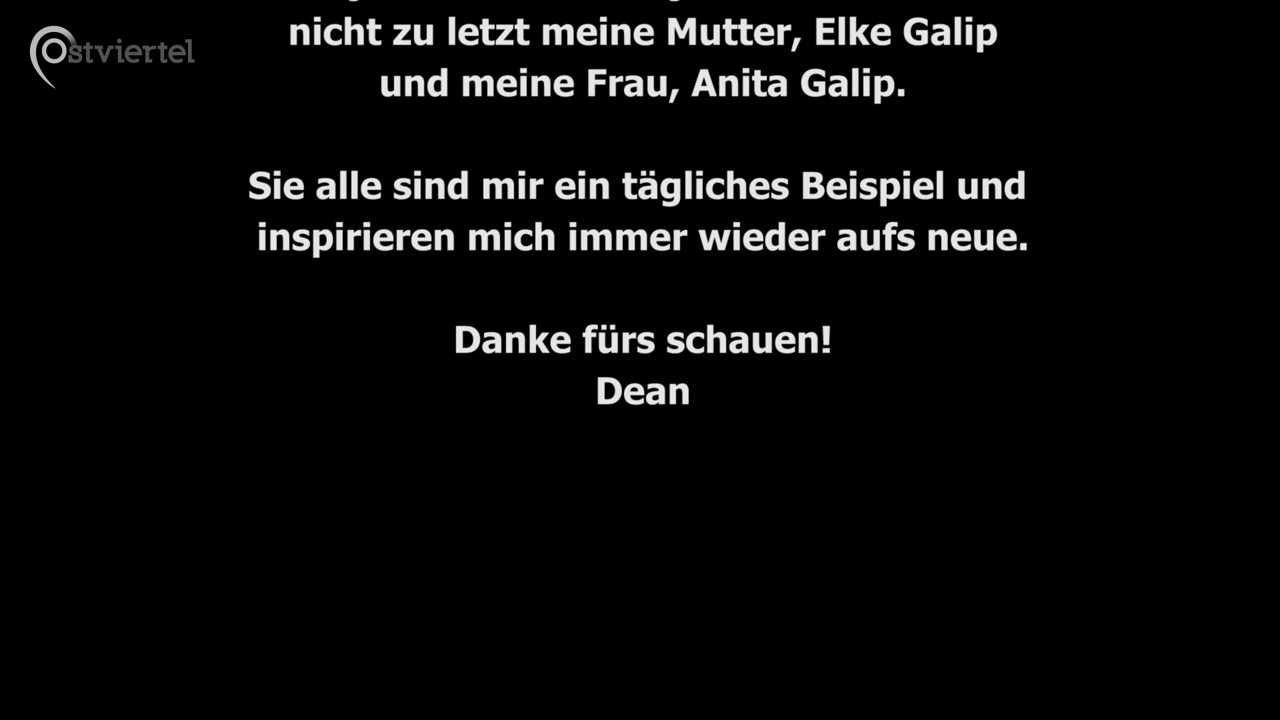 Ostviertel
nicht zu letzt meine Mutter, Elke Galip
und meine Frau, Anita Galip.
Sie alle sind mir ein tägliches Beispiel und
inspirieren mich immer wieder aufs neue.
Danke fürs schauen!
Dean